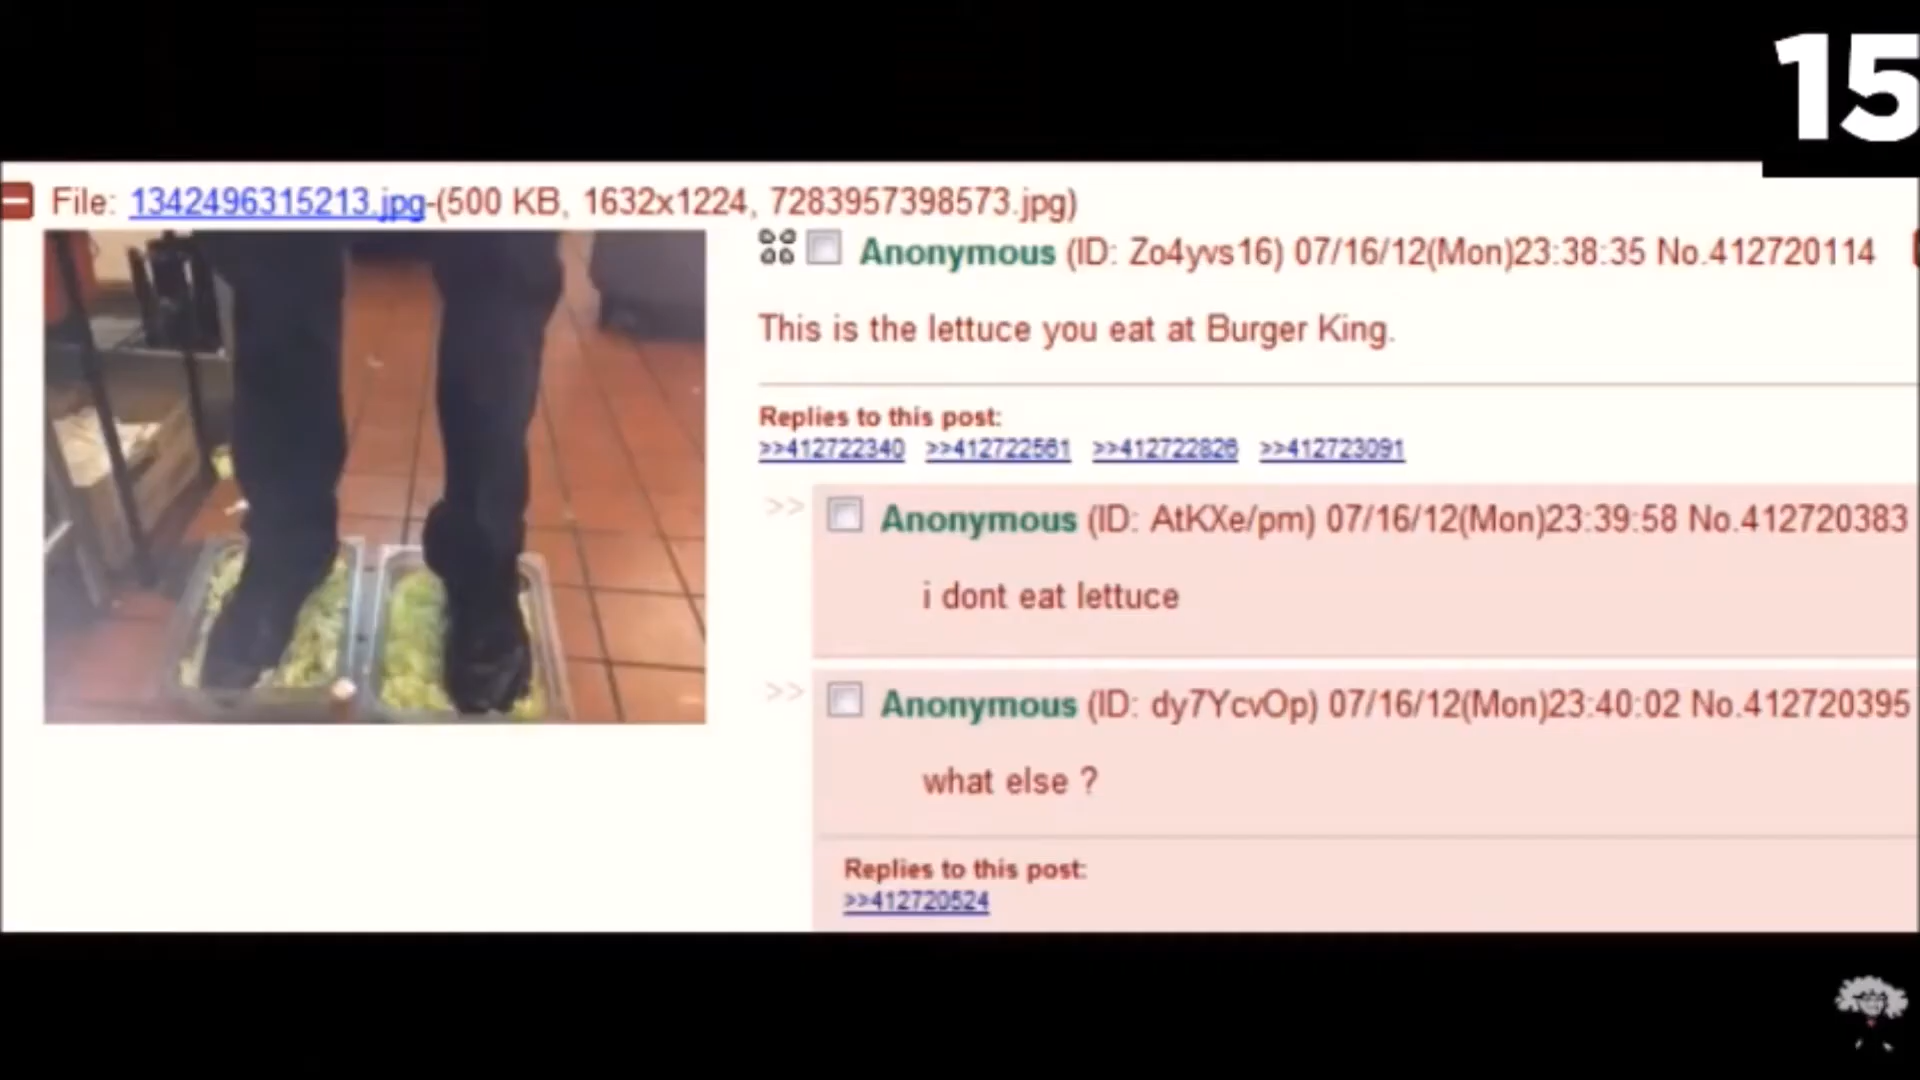 15
File: 1342496315213.jpg-(500 KB, 1632x1224, 7283957398573.jpg)
Anonymous (ID: Zo4yvs16) 07/16/12(Mon)23:38:35 No.412720114
This is the lettuce you eat at Burger King.
Replies to this post:
>>412722340 >>412722561 >>412722826 >>412723091
>> Anonymous (ID: AtKXe/pm) 07/16/12(Mon)23:39:58 No.412720383
i dont eat lettuce
>> Anonymous (ID: dy7YcvOp) 07/16/12(Mon)23:40:02 No.412720395
what else ?
Replies to this post:
>>412720524